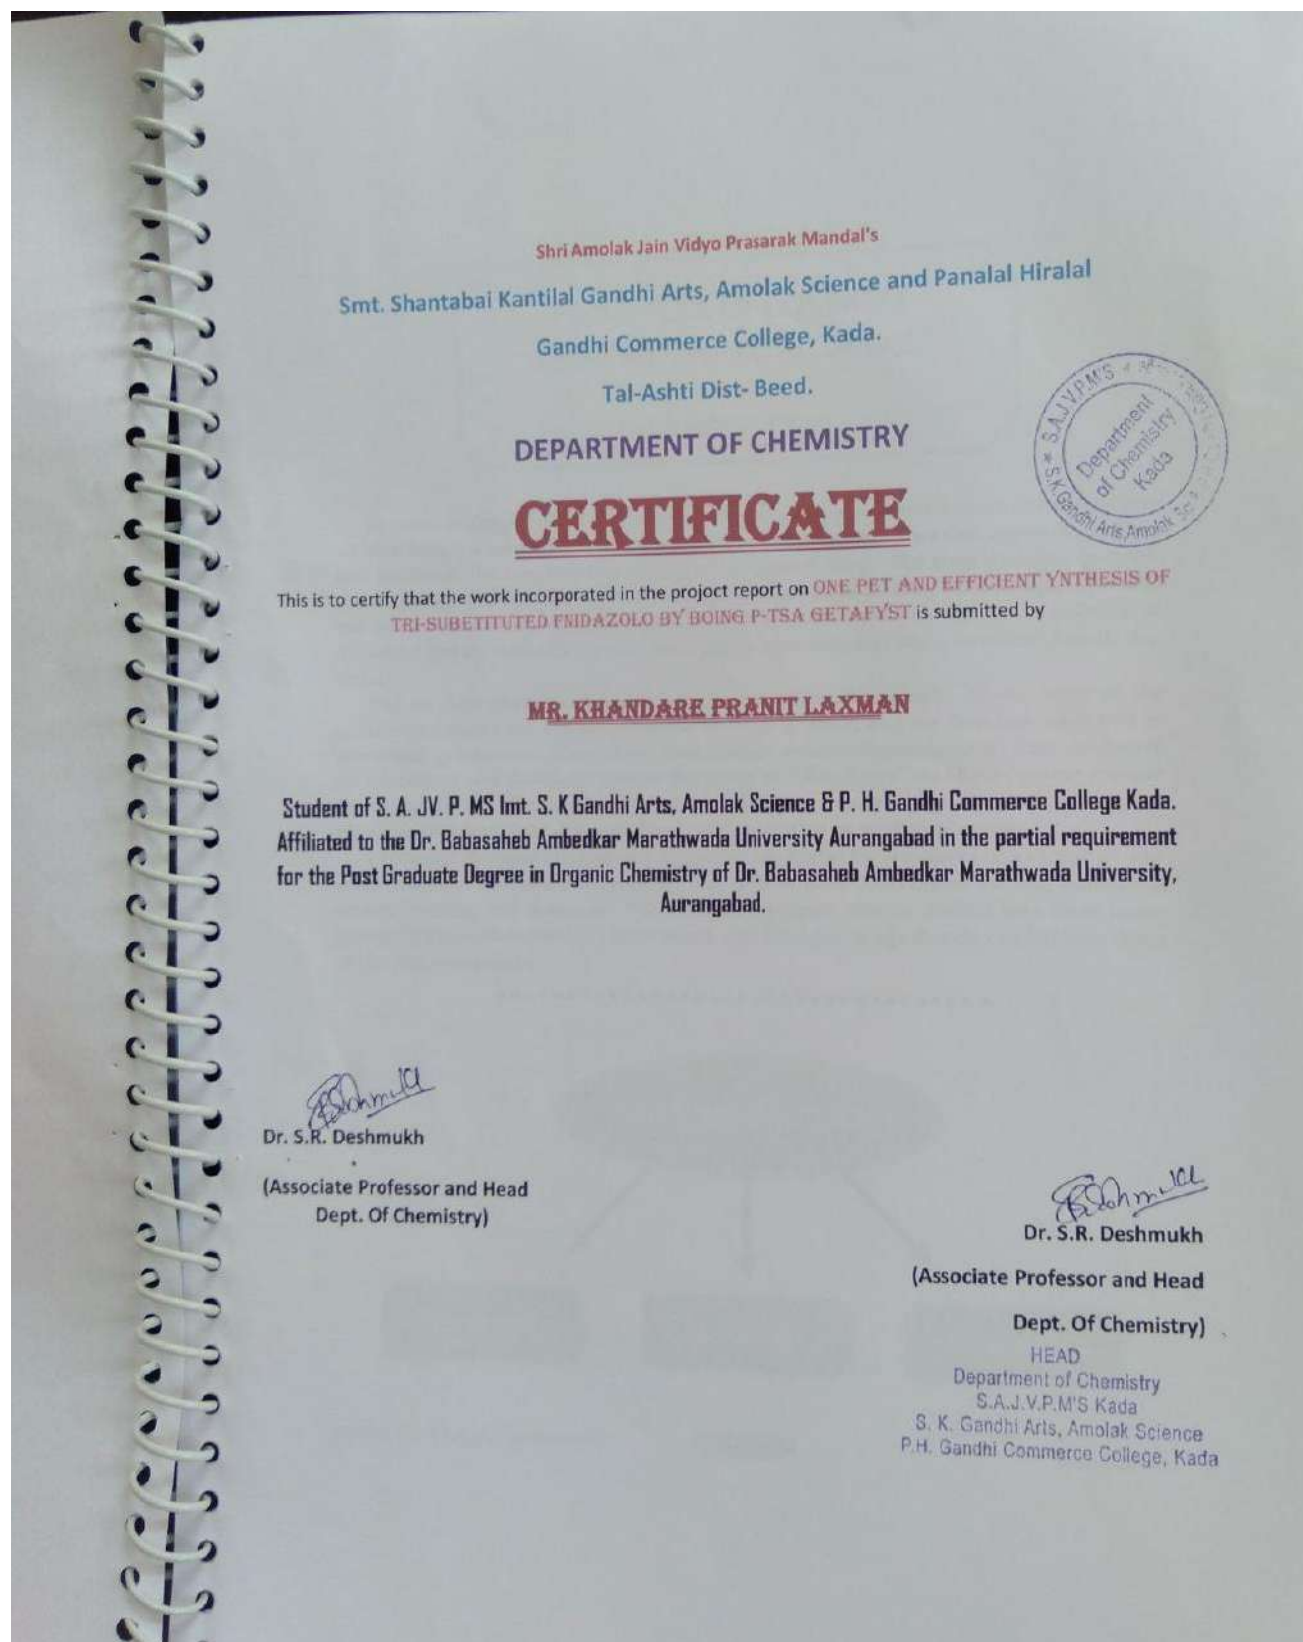 Shri Amolak Jain Vidyo Prasarak Mandal's
Smt. Shantabai Kantilal Gandhi Arts, Amolak Science and Panalal Hiralal
Gandhi Commerce College, Kada.
Tal-Ashti Dist- Beed.
DEPARTMENT OF CHEMISTRY
S.A.J.V.P.M'S
Department
of Chemistry
Kada
S.K.Gandhi Arts, Amolak Sc
CERTIFICATE
This is to certify that the work incorporated in the projoct report on ONE PET AND EFFICIENT YNTHESIS OF
TRI-SUBETITUTED FNIDAZOLO BY BOING P-TSA GETAFYST is submitted by
MR. KHANDARE PRANIT LAXMAN
Student of S. A. JV. P. MS Imt. S. K Gandhi Arts, Amolak Science & P. H. Gandhi Commerce College Kada.
Affiliated to the Dr. Babasaheb Ambedkar Marathwada University Aurangabad in the partial requirement
for the Post Graduate Degree in Organic Chemistry of Dr. Babasaheb Ambedkar Marathwada University,
Aurangabad.
Dr. S.R. Deshmukh
(Associate Professor and Head
Dept. Of Chemistry)
Dr. S.R. Deshmukh
(Associate Professor and Head
Dept. Of Chemistry)
HEAD
Department of Chemistry
S.A.J.V.P.M'S Kada
S. K. Gandhi Arts, Amolak Science
P.H. Gandhi Commerce College, Kada